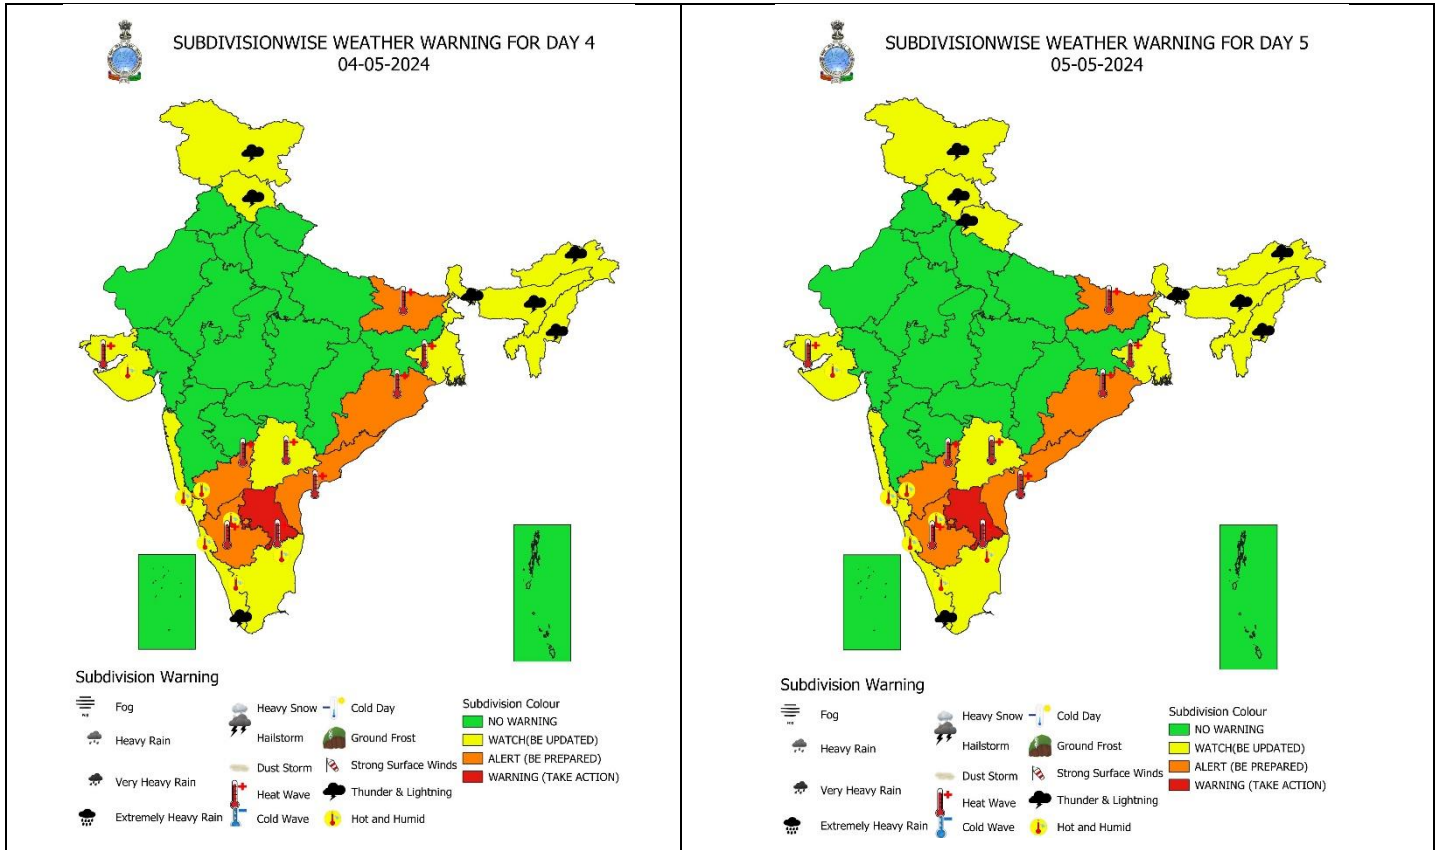 SUBDIVISIONWISE WEATHER WARNING FOR DAY 4
04-05-2024
Subdivision Warning
Fog
Heavy Rain
Very Heavy Rain
Extremely Heavy Rain
Heavy Snow
Hailstorm
Dust Storm
Heat Wave
Cold Wave
Cold Day
Ground Frost
Strong Surface Winds
Thunder & Lightning
Hot and Humid
Subdivision Colour
NO WARNING
WATCH(BE UPDATED)
ALERT (BE PREPARED)
WARNING (TAKE ACTION)
SUBDIVISIONWISE WEATHER WARNING FOR DAY 5
05-05-2024
Subdivision Warning
Fog
Heavy Rain
Very Heavy Rain
Extremely Heavy Rain
Heavy Snow
Hailstorm
Dust Storm
Heat Wave
Cold Wave
Cold Day
Ground Frost
Strong Surface Winds
Thunder & Lightning
Hot and Humid
Subdivision Colour
NO WARNING
WATCH(BE UPDATED)
ALERT (BE PREPARED)
WARNING (TAKE ACTION)